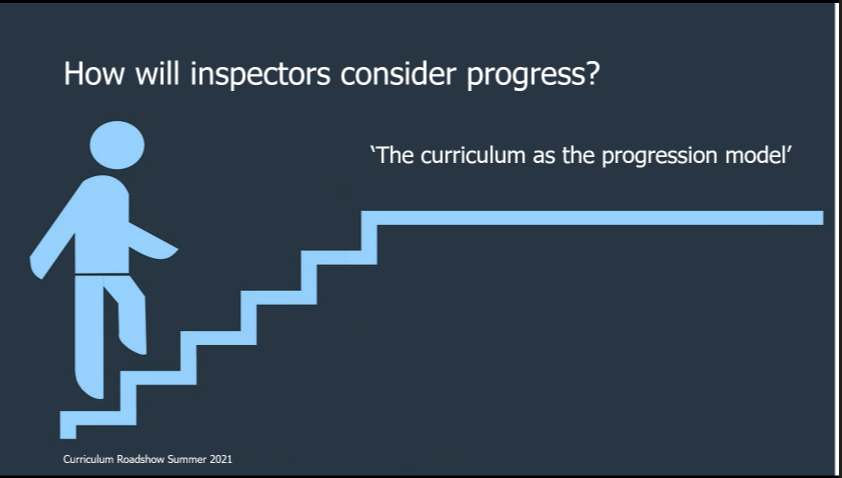 How will inspectors consider progress?
‘The curriculum as the progression model’
Curriculum Roadshow Summer 2021